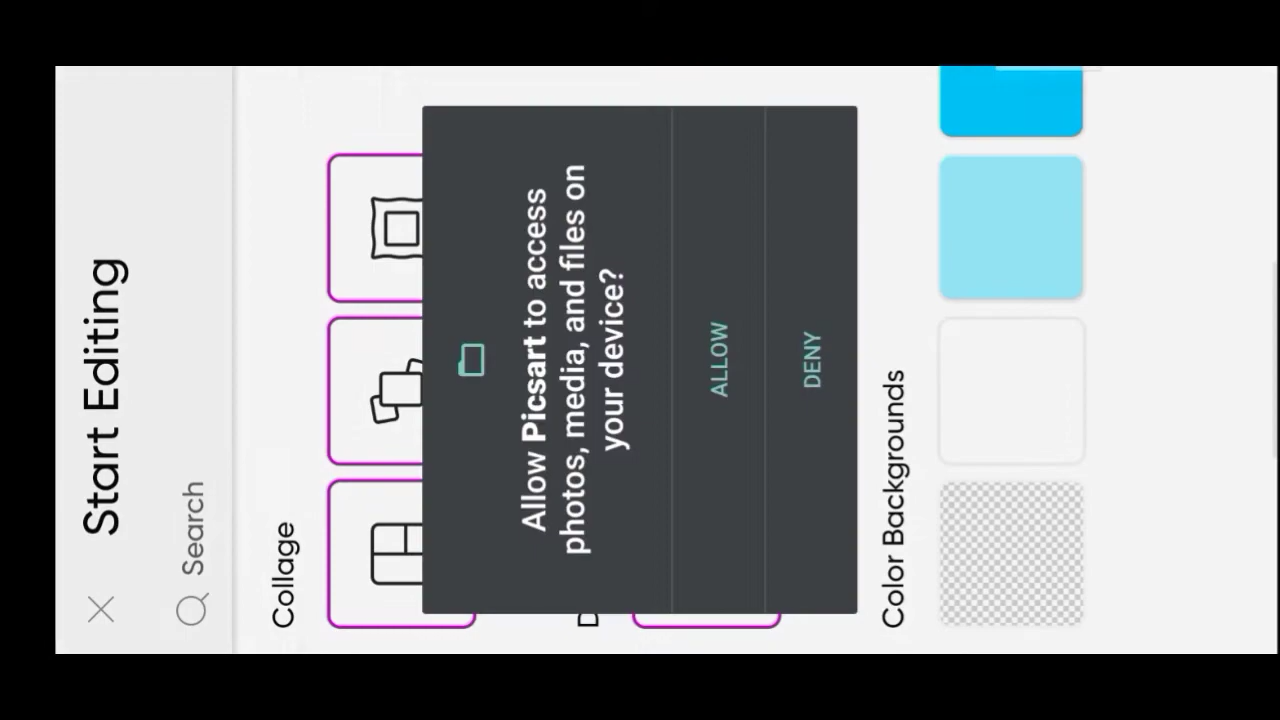 Start Editing
Search
Collage
D
Allow Picsart to access
photos, media, and files on
your device?
ALLOW
DENY
Color Backgrounds